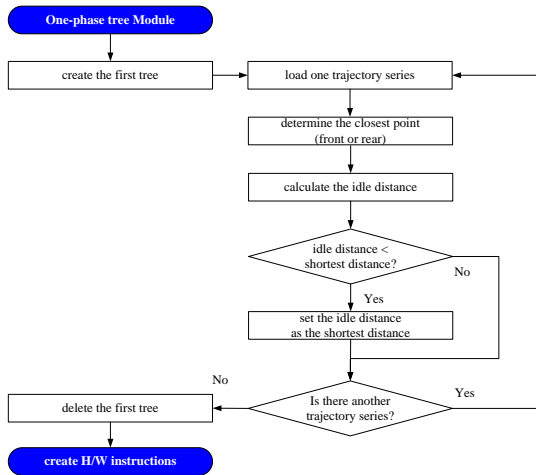 One-phase tree Module
create the first tree
load one trajectory series
determine the closest point
(front or rear)
calculate the idle distance
idle distance <
shortest distance?
No
Yes
set the idle distance
as the shortest distance
No
Is there another
trajectory series?
Yes
delete the first tree
create H/W instructions